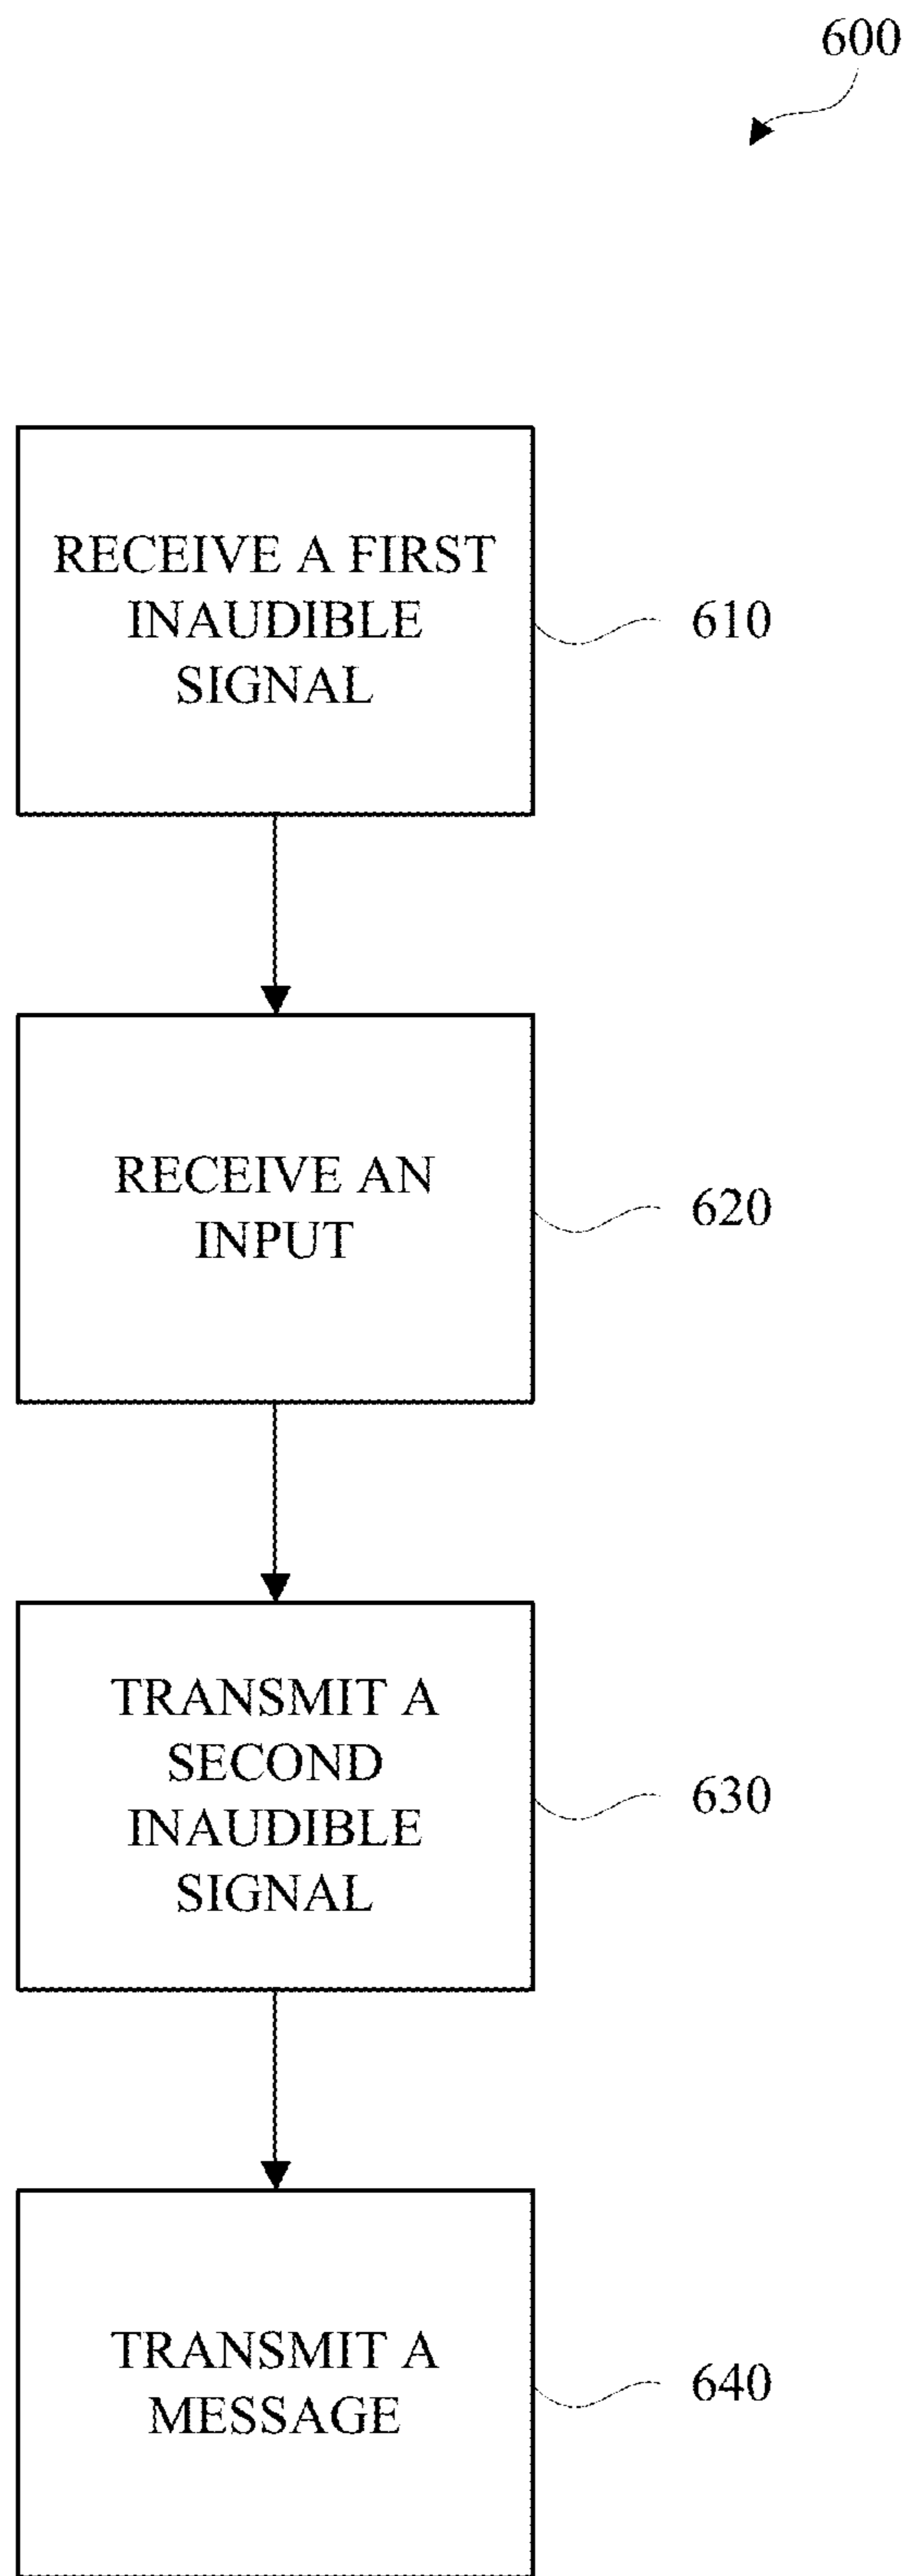 600
RECEIVE A FIRST
INAUDIBLE
SIGNAL
610
RECEIVE AN
INPUT
620
TRANSMIT A
SECOND
INAUDIBLE
SIGNAL
630
TRANSMIT A
MESSAGE
640